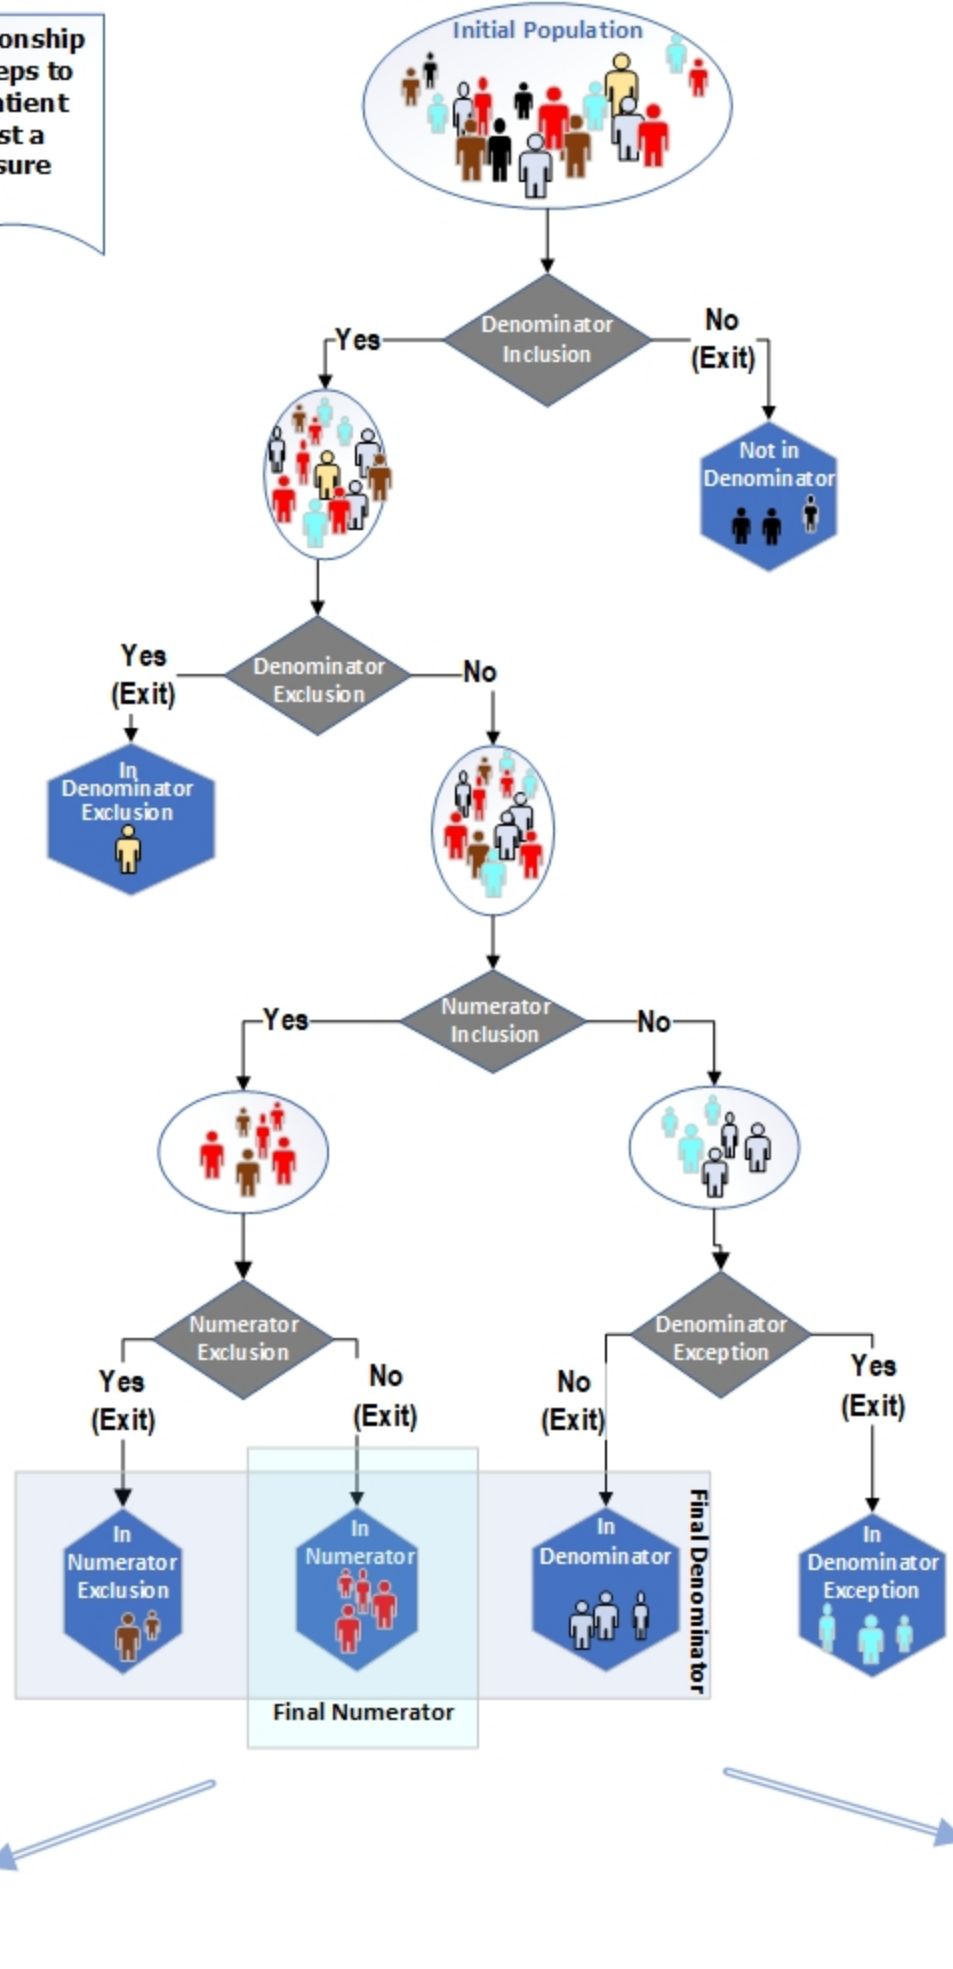 onship
eps to
atient
st a
sure
Initial Population
Denominator
Inclusion
Yes
No
(Exit)
Not in
Denominator
Denominator
Exclusion
Yes
(Exit)
No
In
Denominator
Exclusion
Numerator
Inclusion
Yes
No
Numerator
Exclusion
Denominator
Exception
Yes
(Exit)
No
(Exit)
No
(Exit)
Yes
(Exit)
In
Numerator
Exclusion
In
Numerator
In
Denominator
Final Denominator
In
Denominator
Exception
Final Numerator